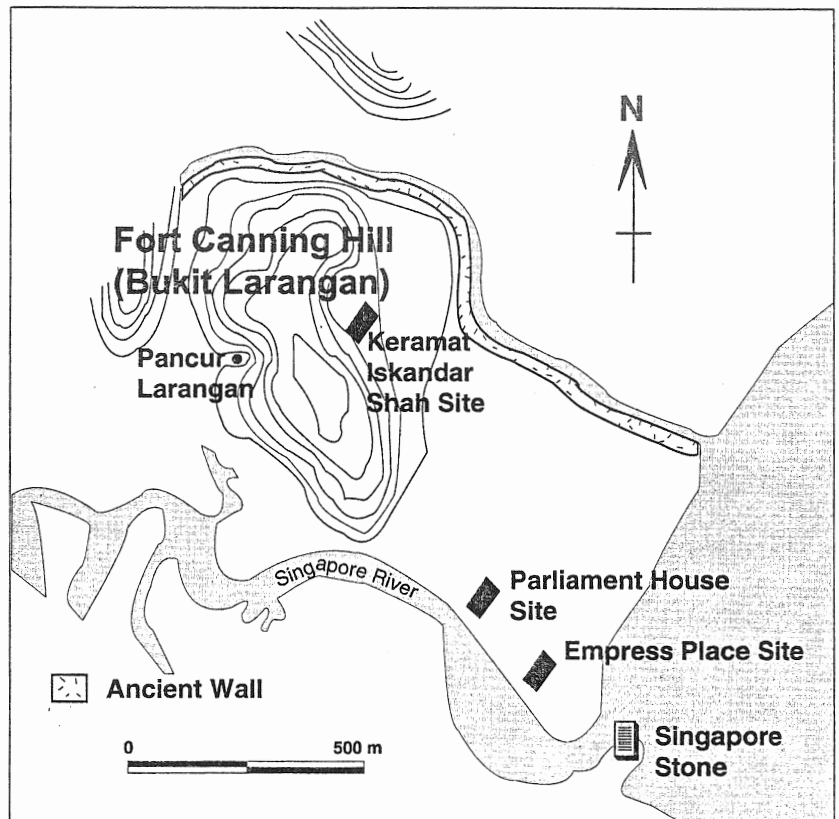 N
Fort Canning Hill
(Bukit Larangan)
Keramat
Iskandar
Shah Site
Pancur
Larangan
Singapore River
Parliament House
Site
Empress Place Site
Ancient Wall
0 500 m
Singapore
Stone